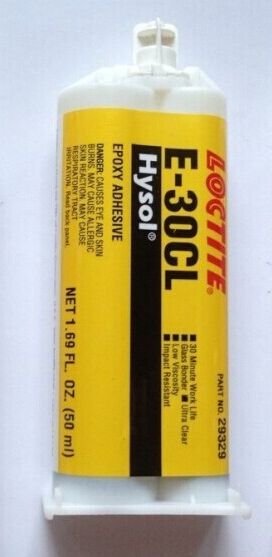 LOCTITE®
E-30CL
Hysol®
EPOXY ADHESIVE
DANGER: CAUSES EYE AND SKIN
BURNS. MAY CAUSE ALLERGIC
SKIN REACTION. MAY CAUSE
RESPIRATORY TRACT
IRRITATION. Read back panel.
PART NO. 29329
■ 30 Minute Work Life
■ Glass Bonder ■ Ultra Clear
■ Low Viscosity
■ Impact Resistant
NET 1.69 FL. OZ. (50 ml)